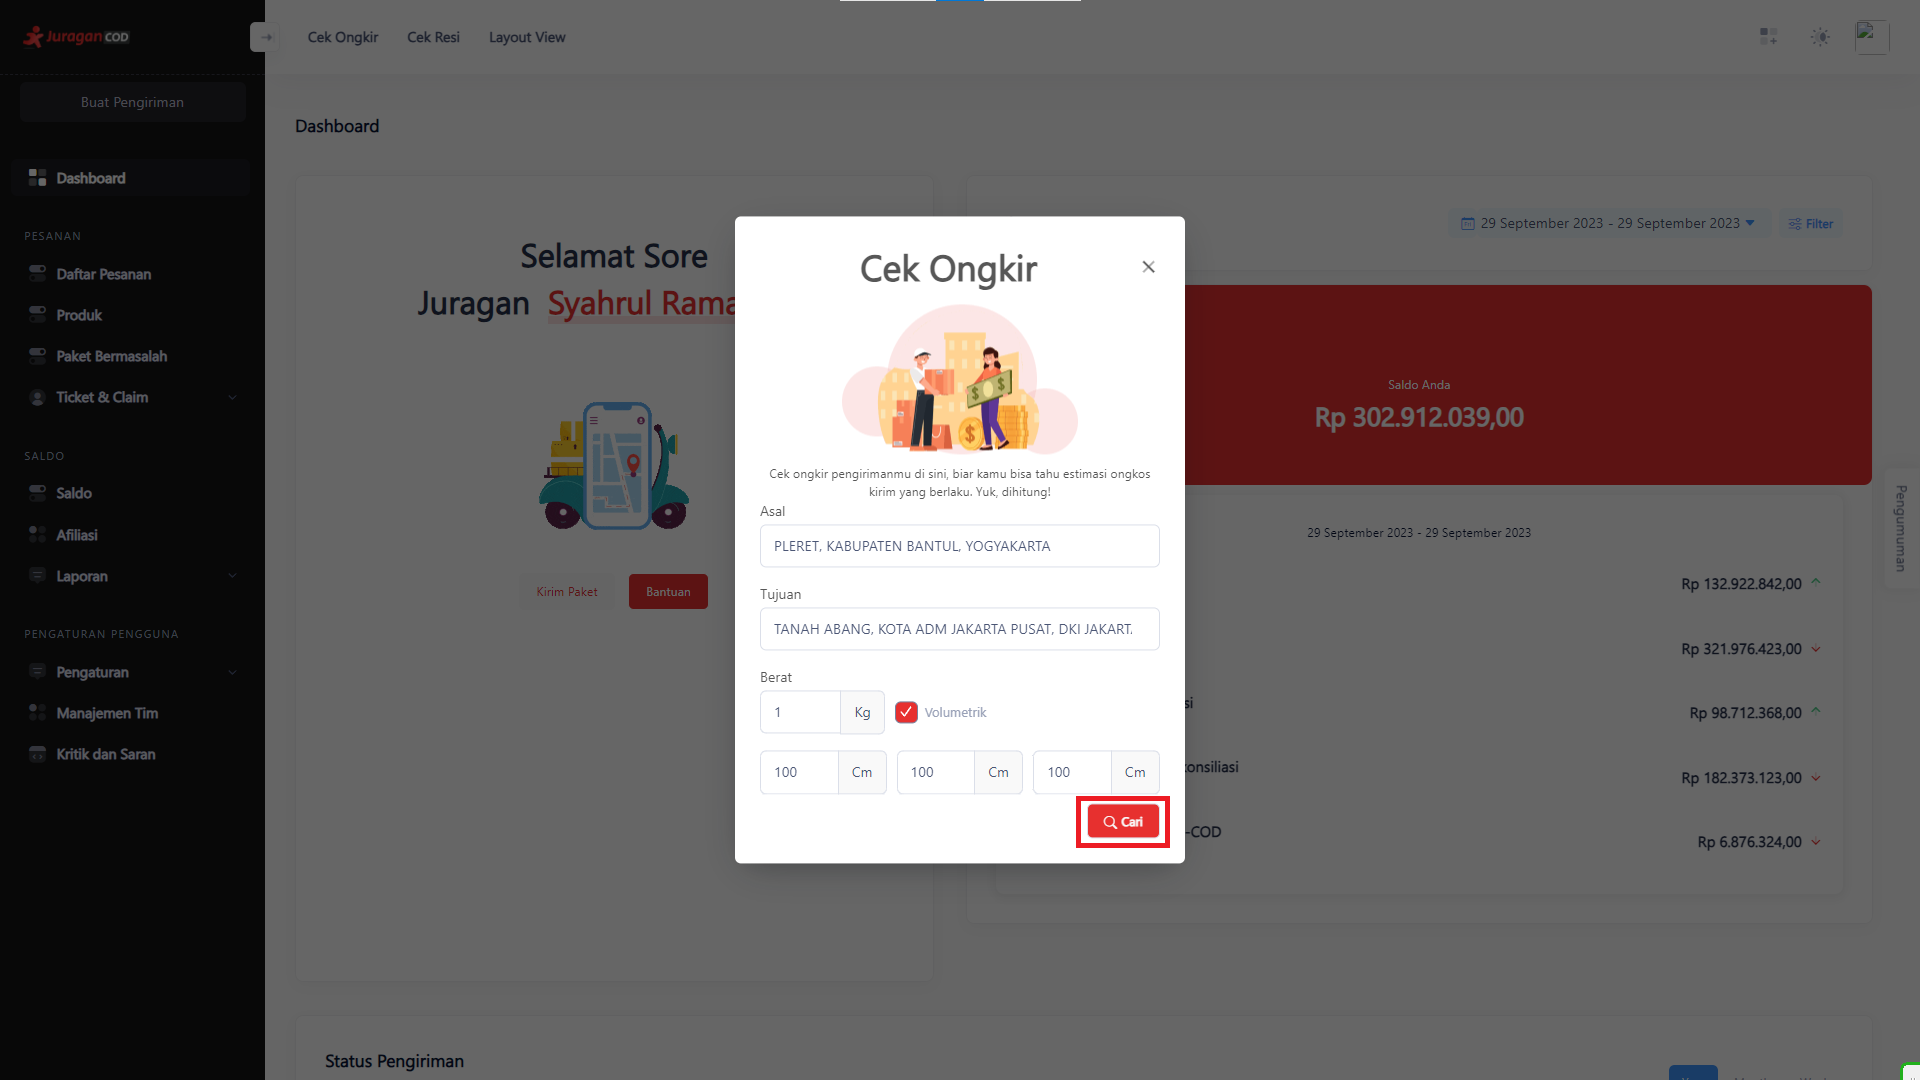 Juragan COD
Cek Ongkir
Cek Resi
Layout View
Buat Pengiriman
Dashboard
PESANAN
Daftar Pesanan
Produk
Paket Bermasalah
Ticket & Claim
SALDO
Saldo
Afiliasi
Laporan
PENGATURAN PENGGUNA
Pengaturan
Manajemen Tim
Kritik dan Saran
Dashboard
Selamat Sore
Juragan Syahrul Rama
Kirim Paket
Bantuan
29 September 2023 - 29 September 2023
Filter
Saldo Anda
Rp 302.912.039,00
29 September 2023 - 29 September 2023
Rp 132.922.842,00
Rp 321.976.423,00
si
Rp 98.712.368,00
konsiliasi
Rp 182.373.123,00
-COD
Rp 6.876.324,00
Pengumuman
Status Pengiriman
Cek Ongkir
Cek ongkir pengirimanmu di sini, biar kamu bisa tahu estimasi ongkos
kirim yang berlaku. Yuk, dihitung!
Asal
PLERET, KABUPATEN BANTUL, YOGYAKARTA
Tujuan
TANAH ABANG, KOTA ADM JAKARTA PUSAT, DKI JAKART
Berat
1 Kg
Volumetrik
100 Cm 100 Cm 100 Cm
Cari